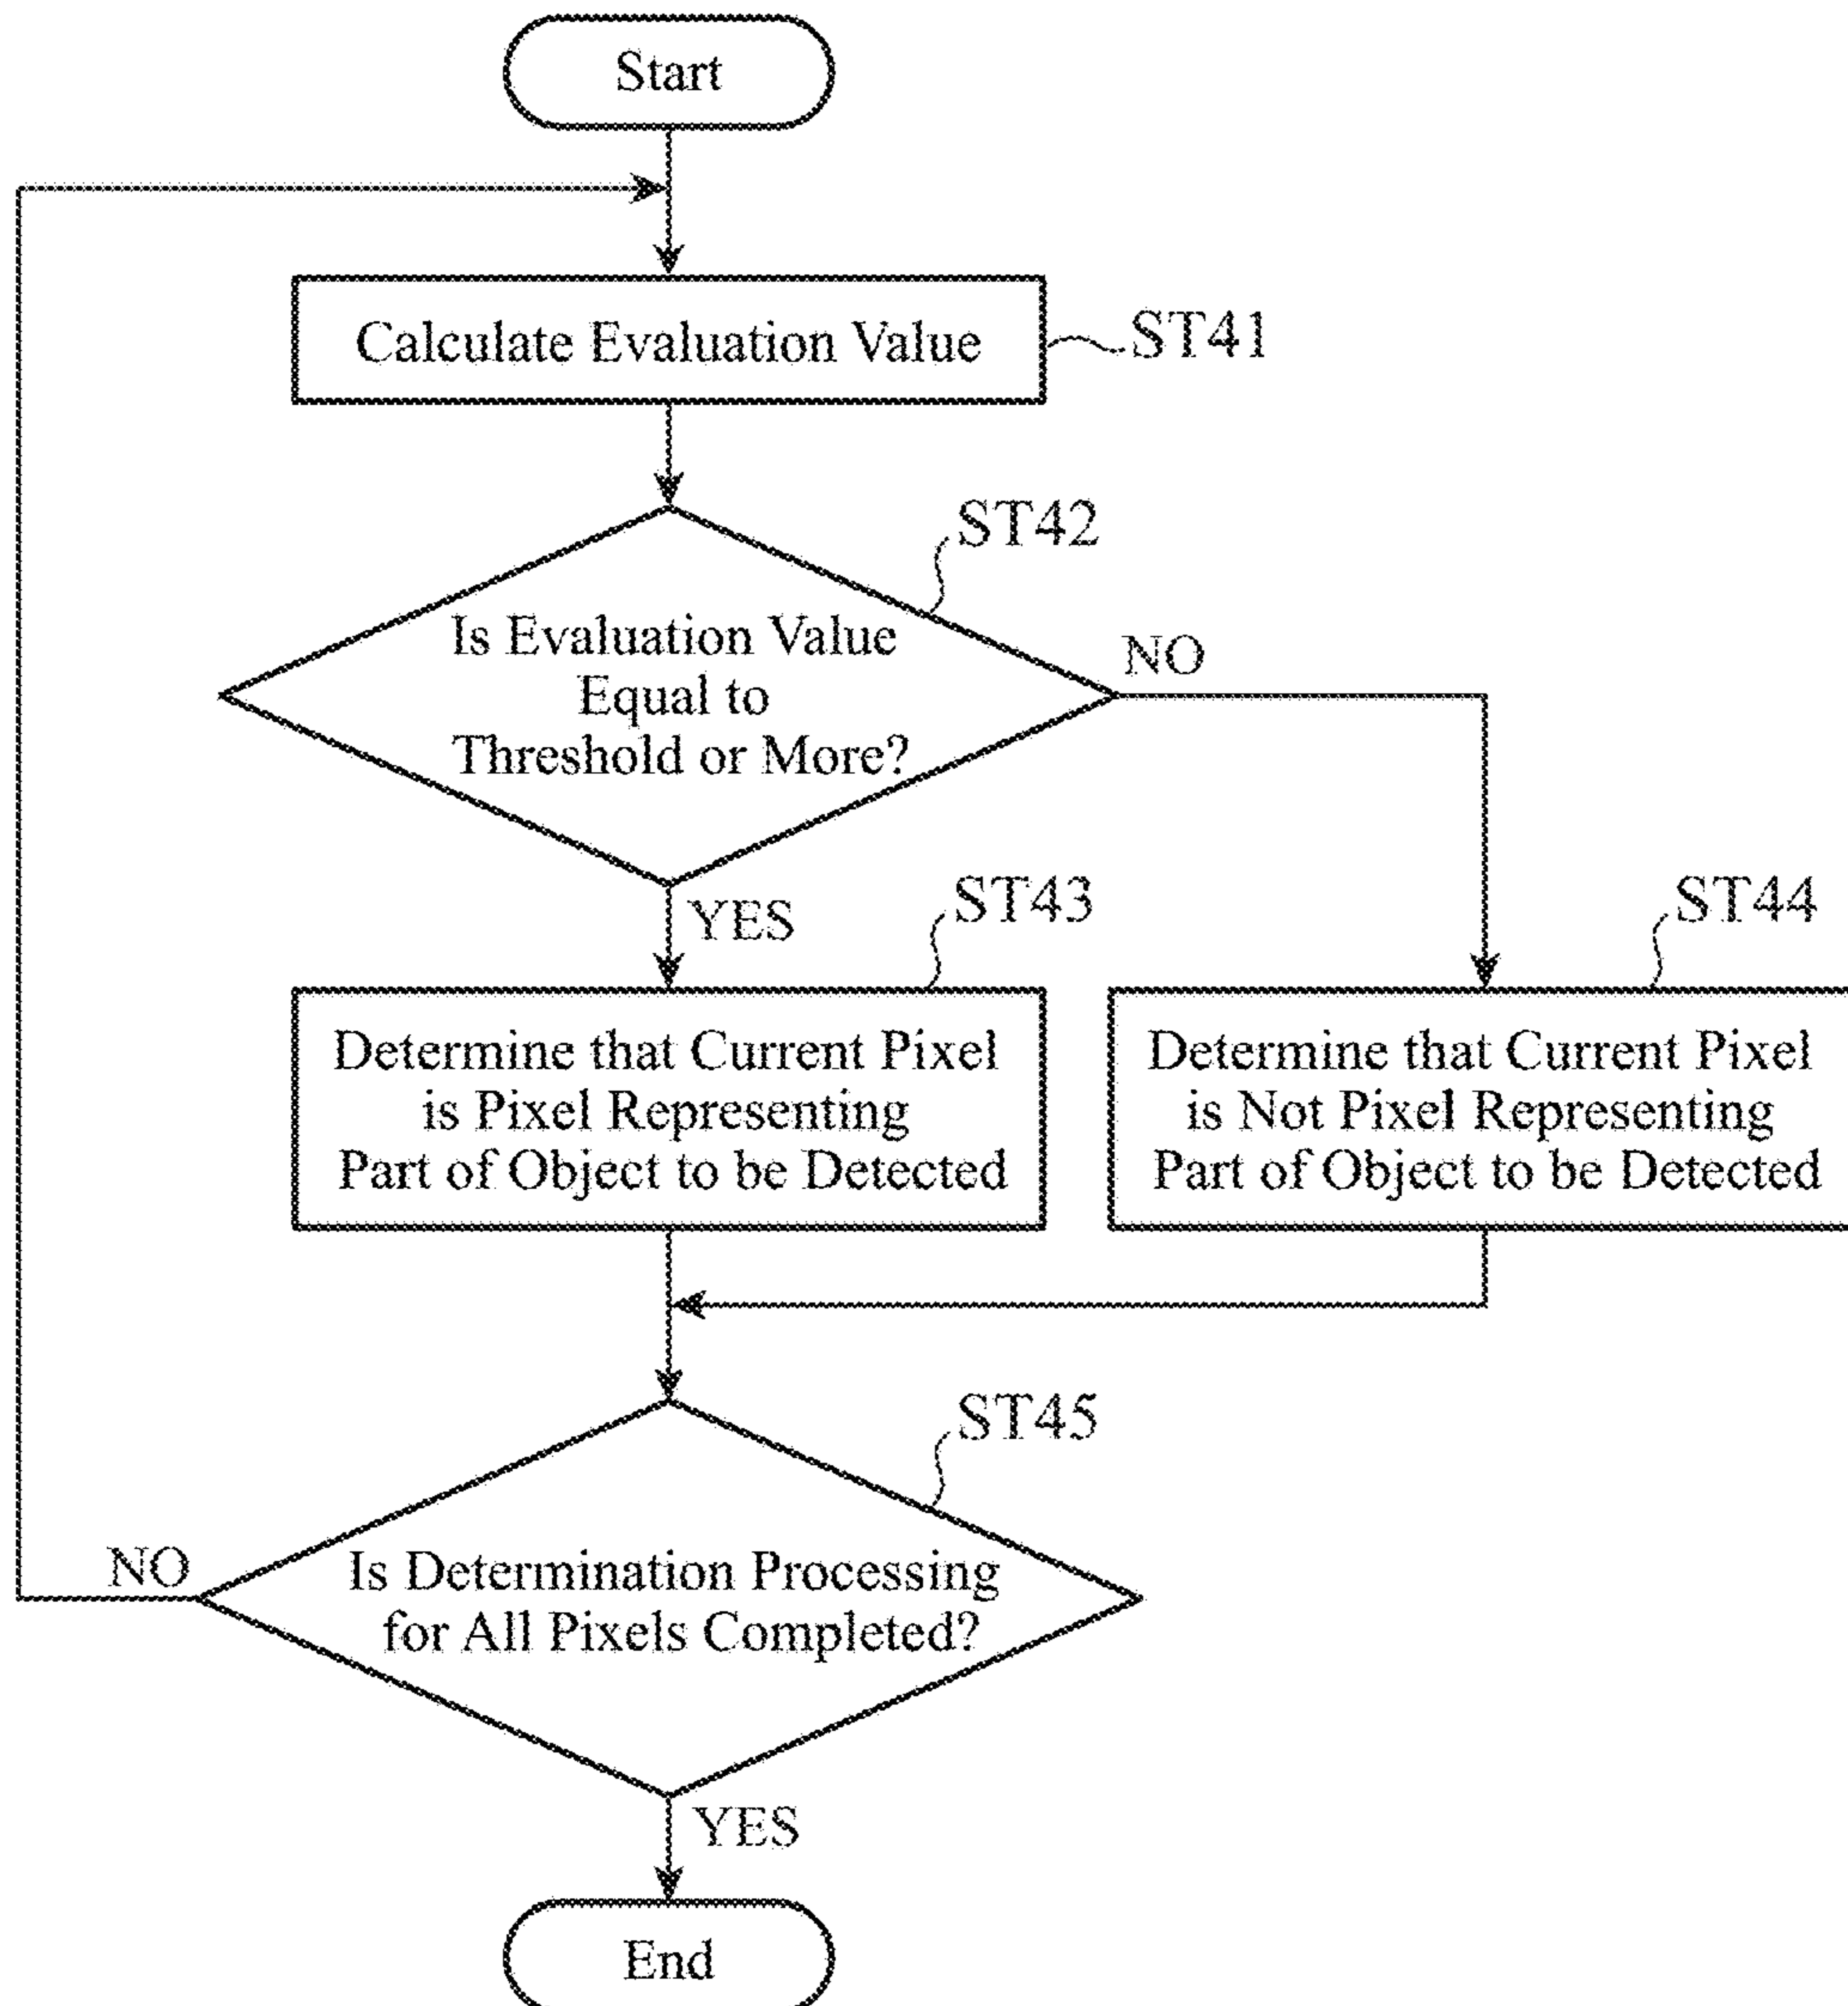 Start
Calculate Evaluation Value
ST41
ST42
Is Evaluation Value
Equal to
Threshold or More?
NO
YES
ST43
ST44
Determine that Current Pixel
is Pixel Representing
Part of Object to be Detected
Determine that Current Pixel
is Not Pixel Representing
Part of Object to be Detected
ST45
NO
Is Determination Processing
for All Pixels Completed?
YES
End